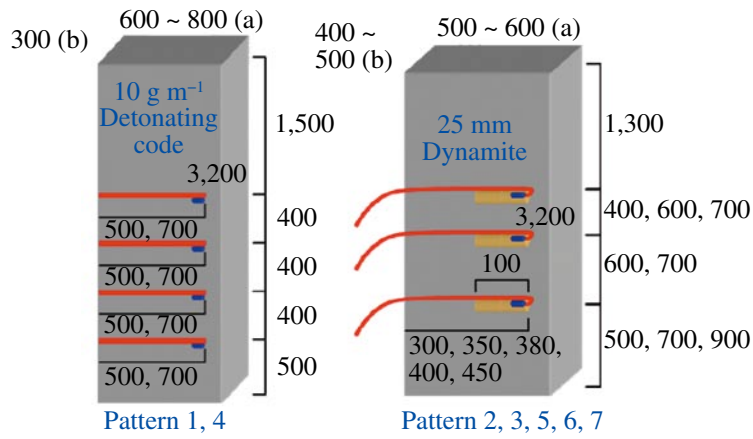 600 ~ 800 (a)
300 (b)
10 g m⁻¹
Detonating
code
1,500
3,200
500, 700
400
500, 700
400
500, 700
400
500, 700
500
Pattern 1, 4
500 ~ 600 (a)
400 ~
500 (b)
25 mm
Dynamite
1,300
3,200
400, 600, 700
600, 700
100
300, 350, 380,
400, 450
500, 700, 900
Pattern 2, 3, 5, 6, 7